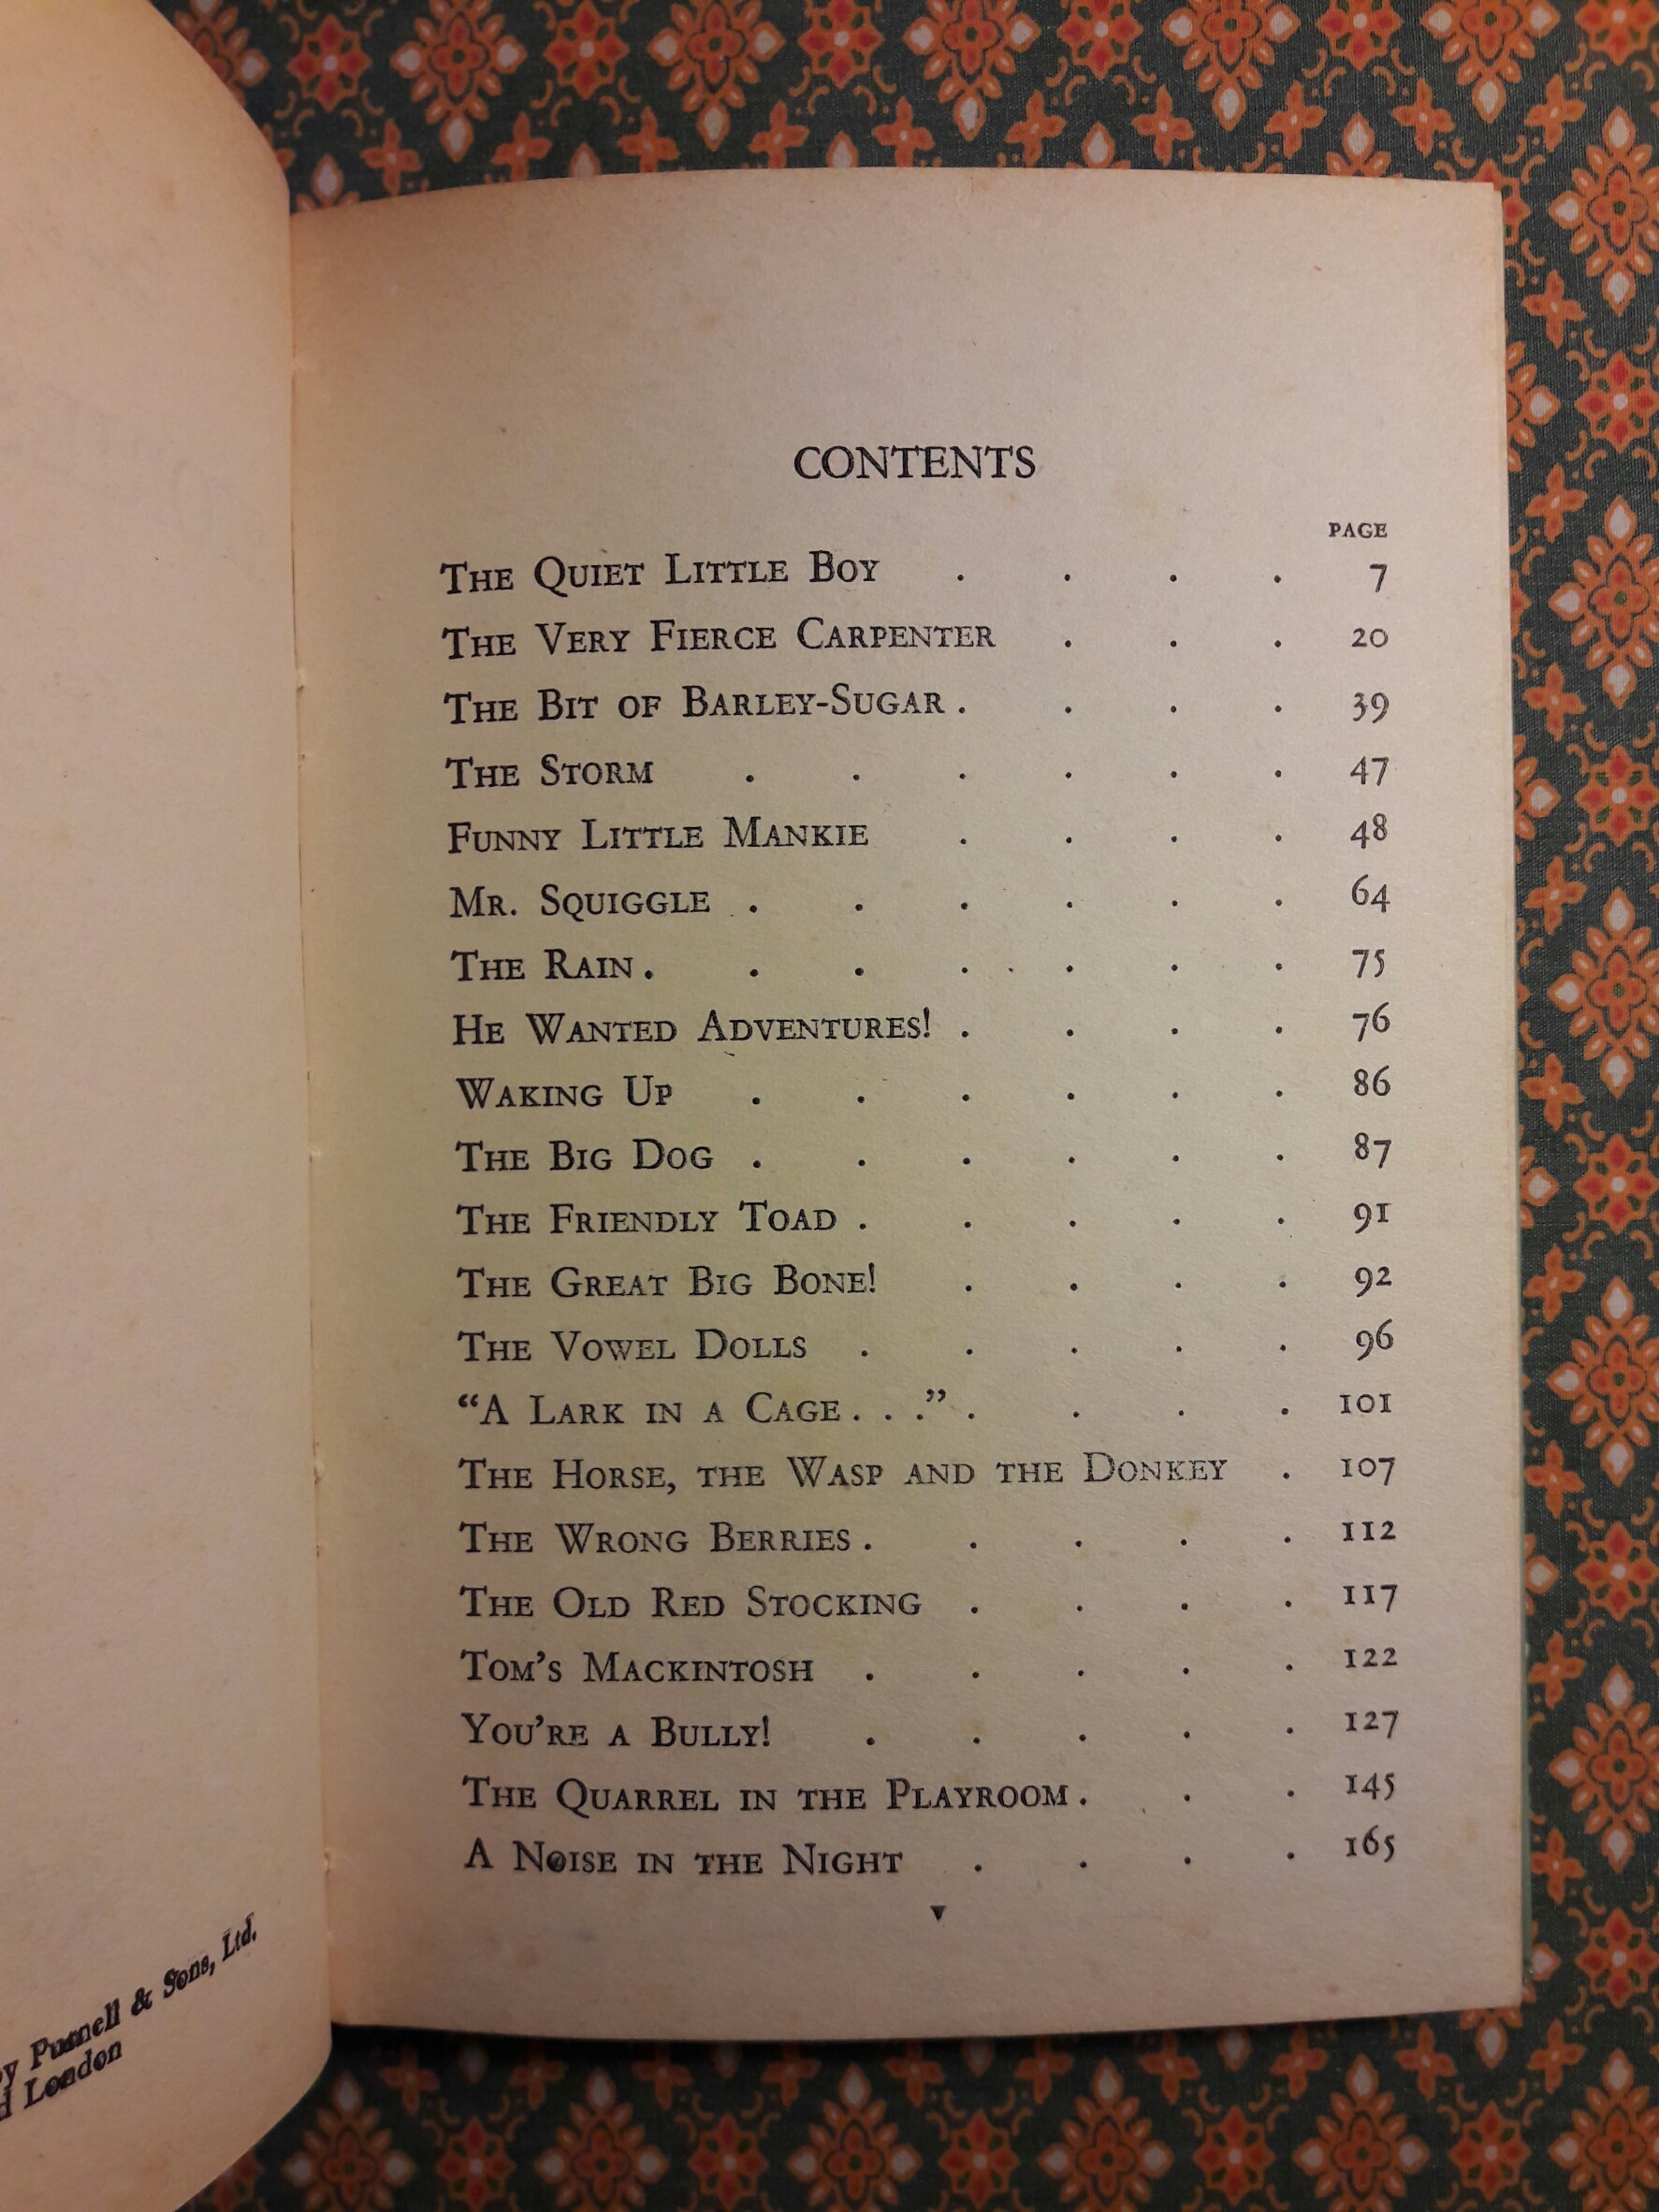 CONTENTS
PAGE
THE QUIET LITTLE BOY . . . . 7
THE VERY FIERCE CARPENTER . . . 20
THE BIT OF BARLEY-SUGAR . . . . 39
THE STORM . . . . . . 47
FUNNY LITTLE MANKIE . . . . 48
MR. SQUIGGLE . . . . . . 64
THE RAIN . . . . . . . 75
HE WANTED ADVENTURES! . . . . 76
WAKING UP . . . . . . 86
THE BIG DOG . . . . . . 87
THE FRIENDLY TOAD . . . . . 91
THE GREAT BIG BONE! . . . . 92
THE VOWEL DOLLS . . . . . 96
“A LARK IN A CAGE . . .” . . . . 101
THE HORSE, THE WASP AND THE DONKEY . 107
THE WRONG BERRIES . . . . . 112
THE OLD RED STOCKING . . . . 117
TOM'S MACKINTOSH . . . . . 122
YOU'RE A BULLY! . . . . . 127
THE QUARREL IN THE PLAYROOM . . . 145
A NOISE IN THE NIGHT . . . . 165
Purnell & Sons, Ltd.
London